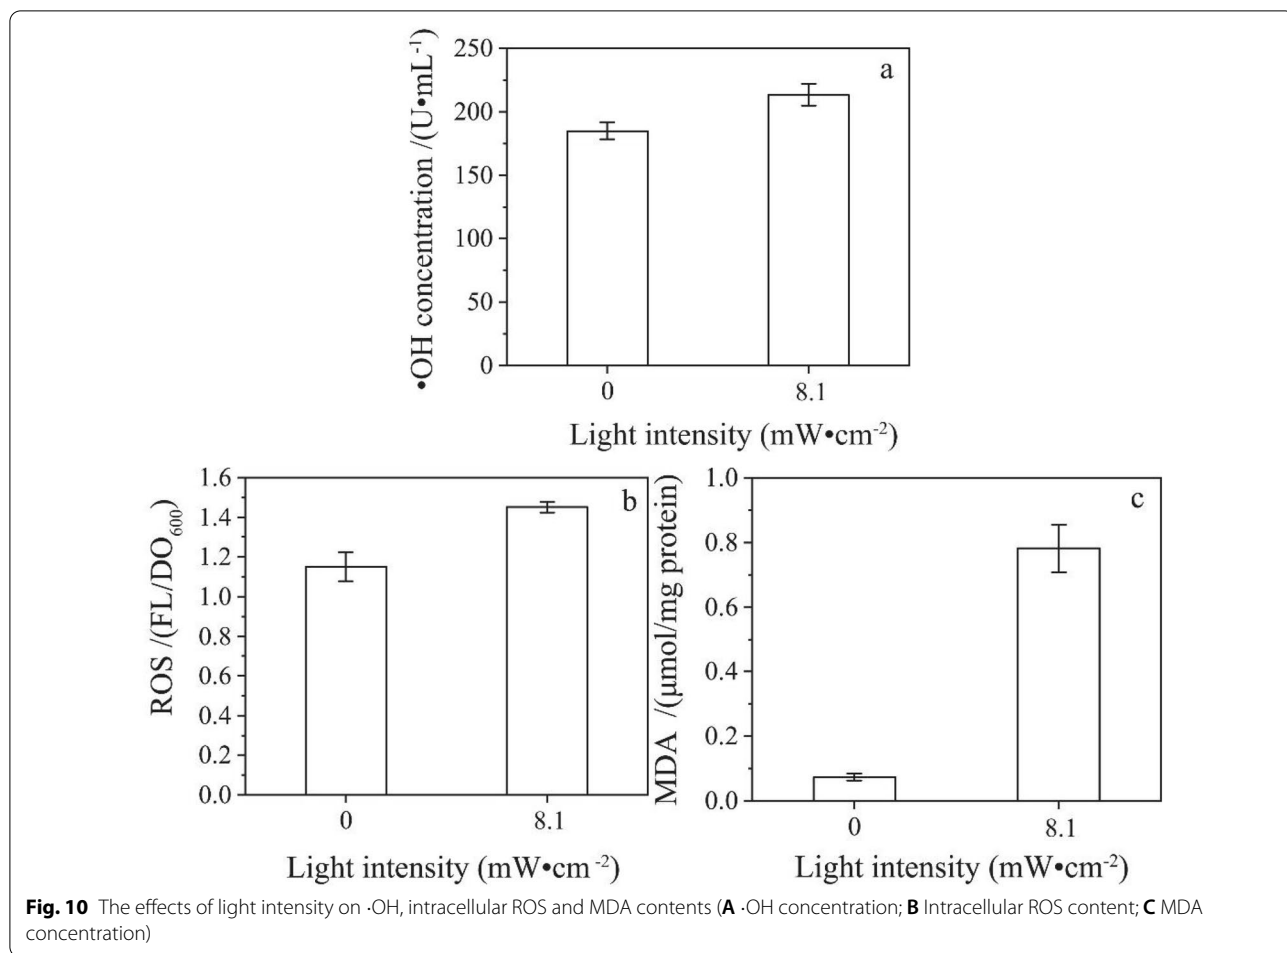 250
200
150
100
50
0
•OH concentration /(U•mL-1)
a
0 8.1
Light intensity (mW•cm-2)
1.6
1.4
1.2
1.0
0.8
0.6
0.4
0.2
0.0
ROS /(FL/DO600)
b
0 8.1
Light intensity (mW•cm-2)
1.0
0.8
0.6
0.4
0.2
0.0
MDA /(μmol/mg protein)
c
0 8.1
Light intensity (mW•cm-2)
Fig. 10 The effects of light intensity on ·OH, intracellular ROS and MDA contents (A ·OH concentration; B Intracellular ROS content; C MDA
concentration)